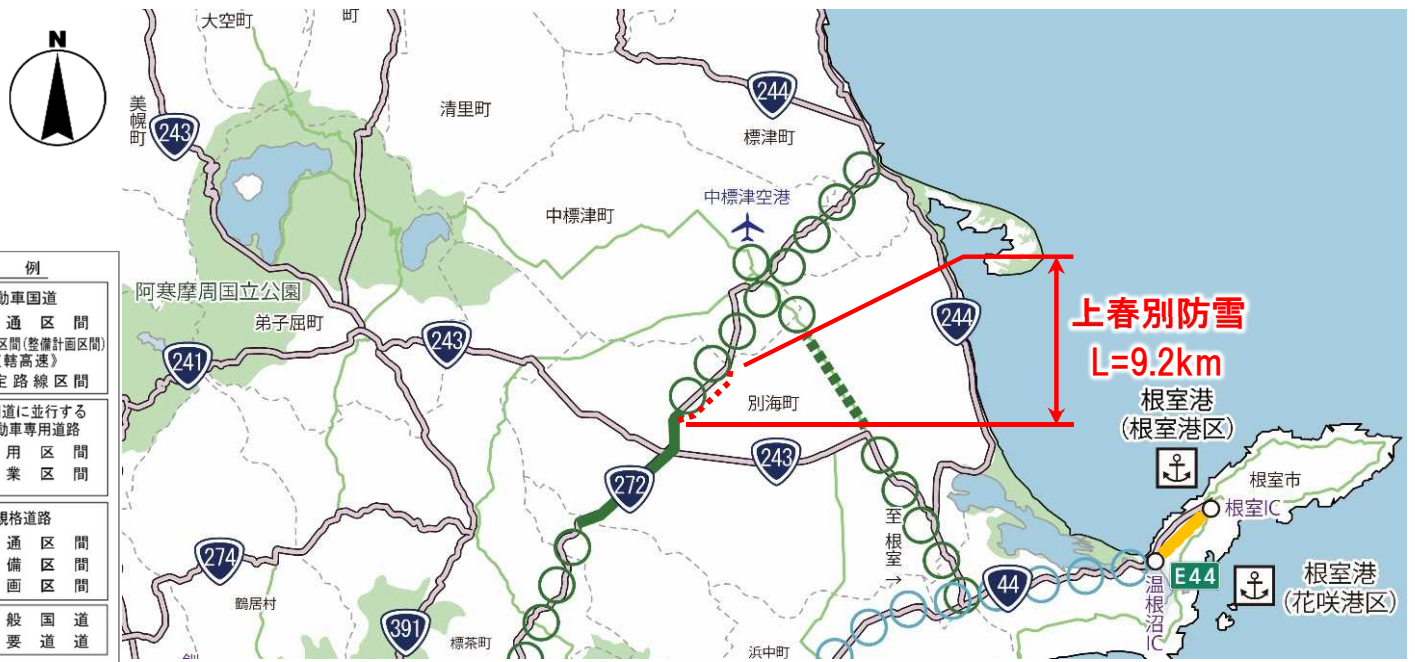 N
大空町
町
244
美幌町
243
清里町
標津町
中標津空港
中標津町
例
動車国道
通区間
区間(整備計画区間)
轄高速》
定路線区間
道に並行する
動車専用道路
用区間
業区間
規格道路
通区間
備区間
画区間
般国道
要道道
阿寒摩周国立公園
弟子屈町
243
241
244
上春別防雪
L=9.2km
別海町
根室港
(根室港区)
243
272
根室市
根室IC
至根室→
274
44
E44
温根沼IC
根室港
(花咲港区)
鶴居村
391
標茶町
浜中町